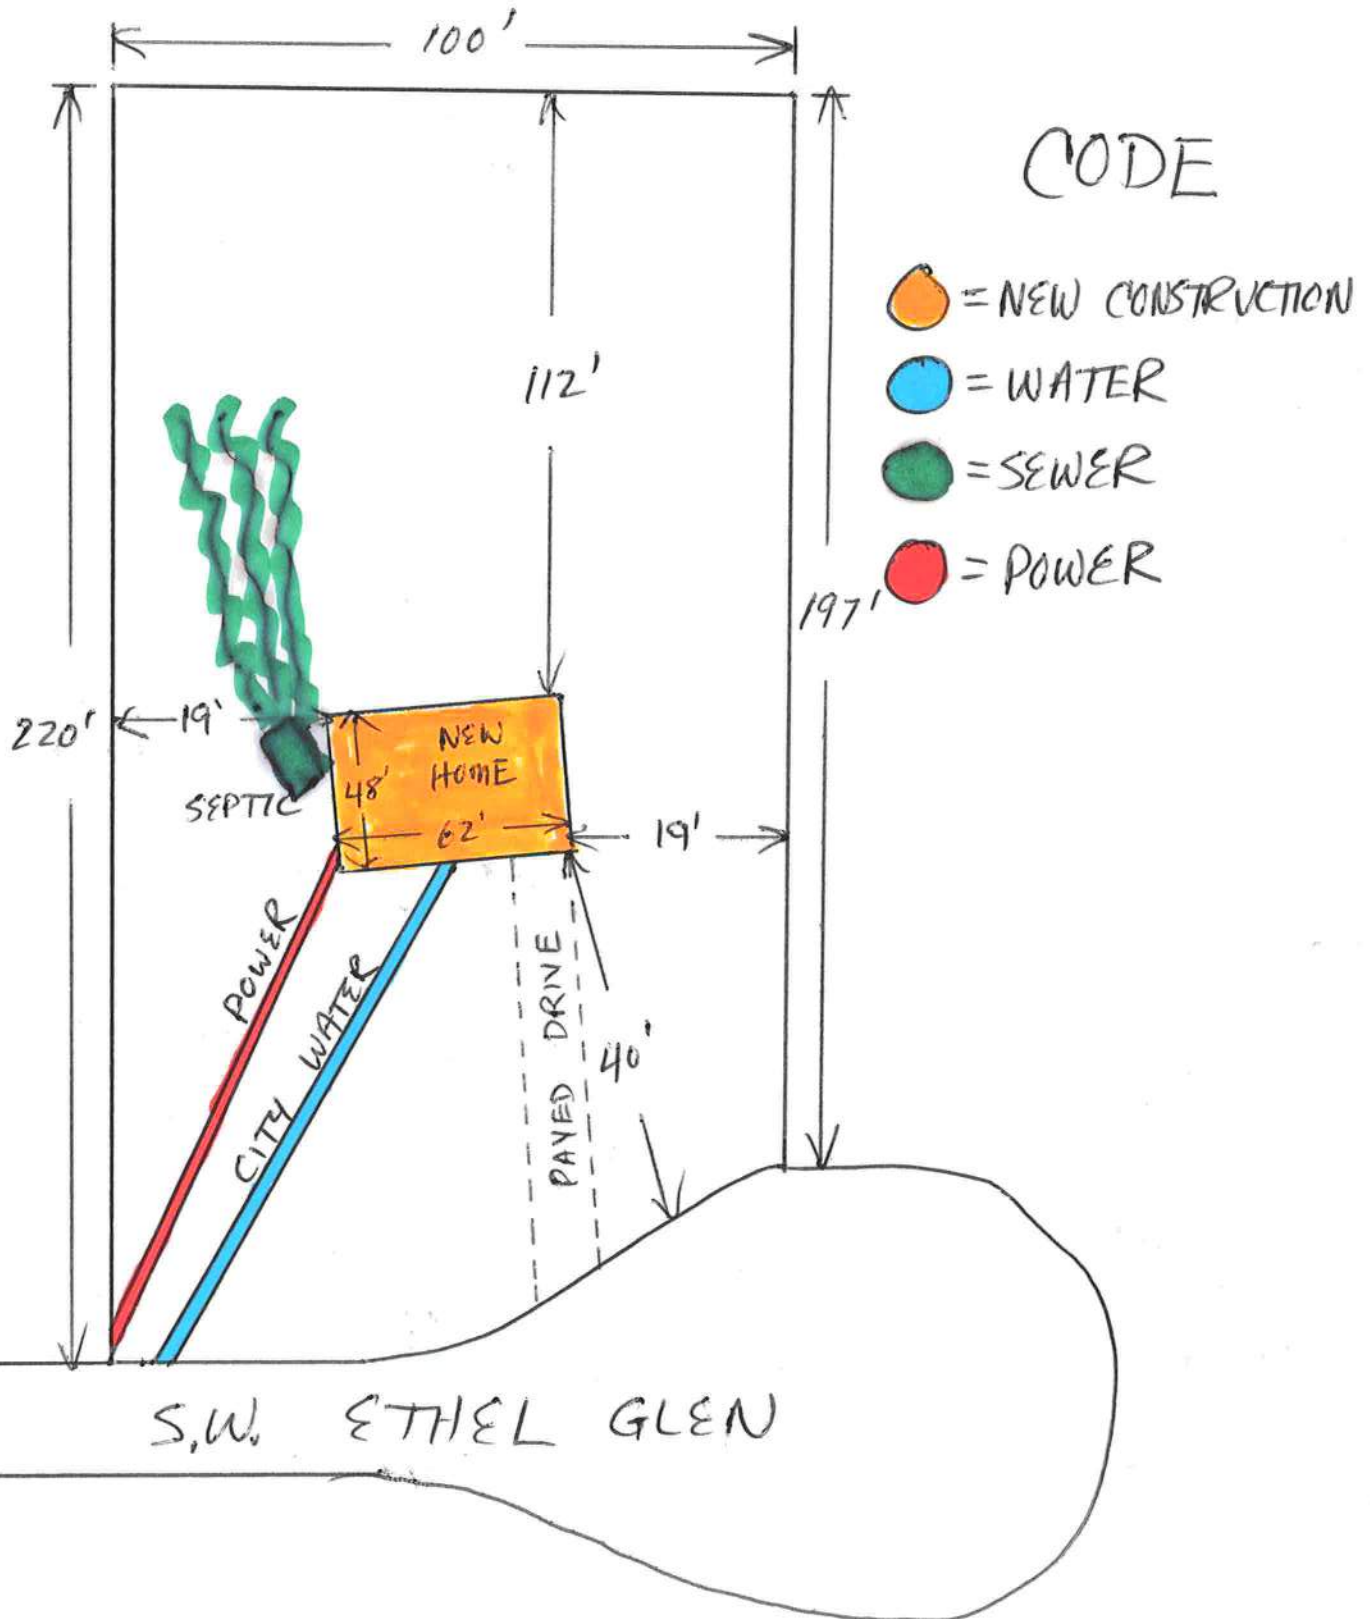 100'
CODE
= NEW CONSTRUCTION
= WATER
= SEWER
= POWER
112'
197'
220'
19'
SEPTIC
NEW
HOME
48'
62'
19'
POWER
CITY WATER
PAVED DRIVE
40'
S.W. ETHEL GLEN